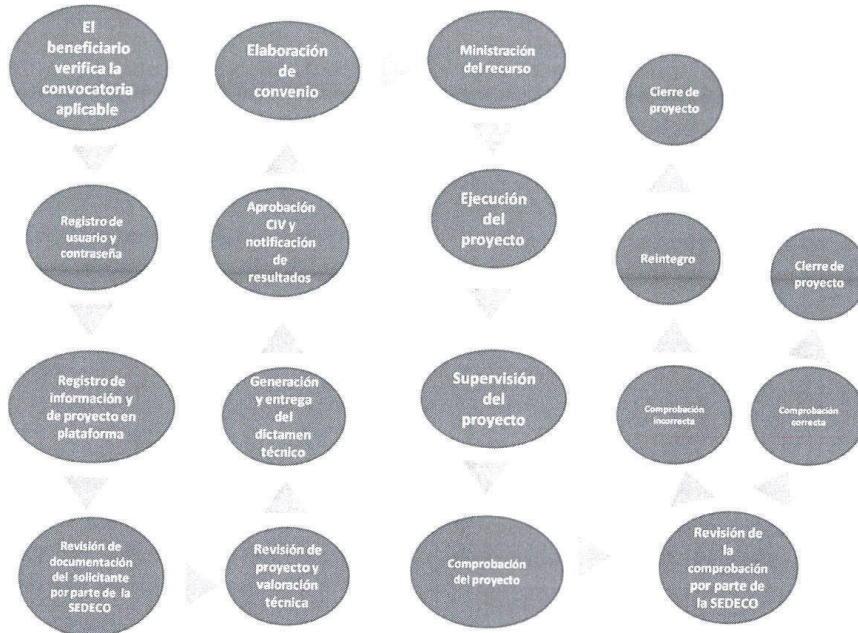 El
beneficiario
verifica la
convocatoria
aplicable
Registro de
usuario y
contraseña
Registro de
información y
de proyecto en
plataforma
Revisión de
documentación
del solicitante
por parte de la
SEDECO
Revisión de
proyecto y
valoración
técnica
Generación
y entrega
del
dictamen
técnico
Aprobación
CIV y
notificación
de
resultados
Elaboración
de
convenio
Ministración
del recurso
Ejecución
del
proyecto
Supervisión
del
proyecto
Comprobación
del proyecto
Revisión de
la
comprobación
por parte de
la SEDECO
Comprobación
incorrecta
Reintegro
Cierre de
proyecto
Comprobación
correcta
Cierre de
proyecto